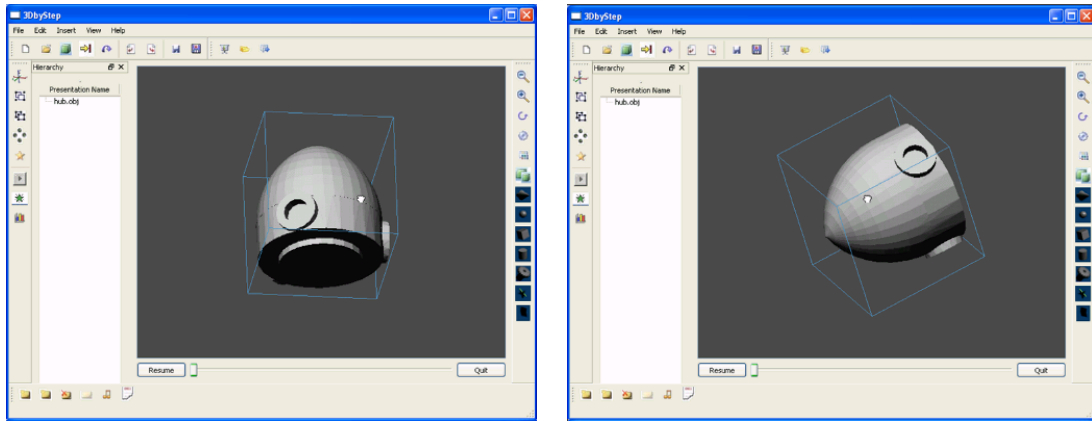 3DbyStep
File Edit Insert View Help
Hierarchy
Presentation Name
hub.obj
Resume
Quit
3DbyStep
File Edit Insert View Help
Hierarchy
Presentation Name
hub.obj
Resume
Quit